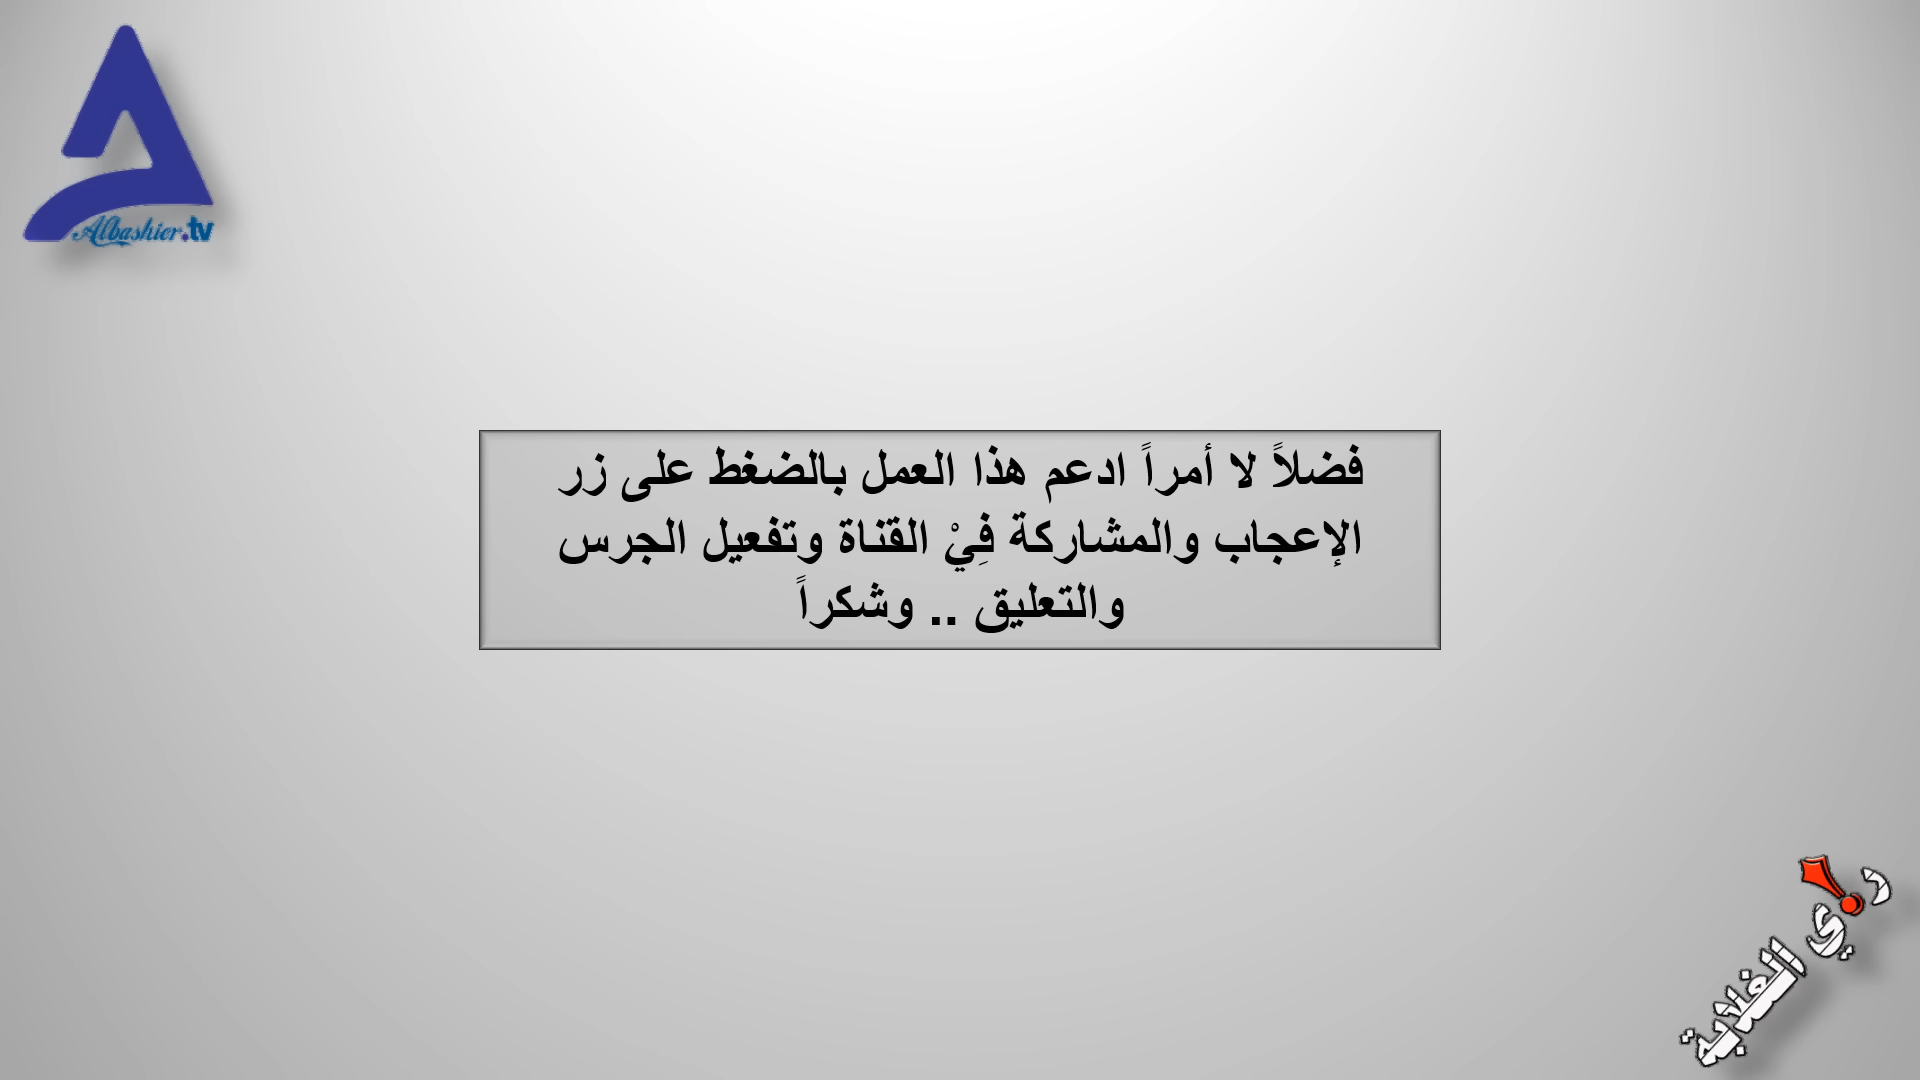 Albashier.tv
فضلاً لا أمراً ادعم هذا العمل بالضغط على زر
الإعجاب والمشاركة فِيْ القناة وتفعيل الجرس
والتعليق .. وشكراً
رأي الغلابة